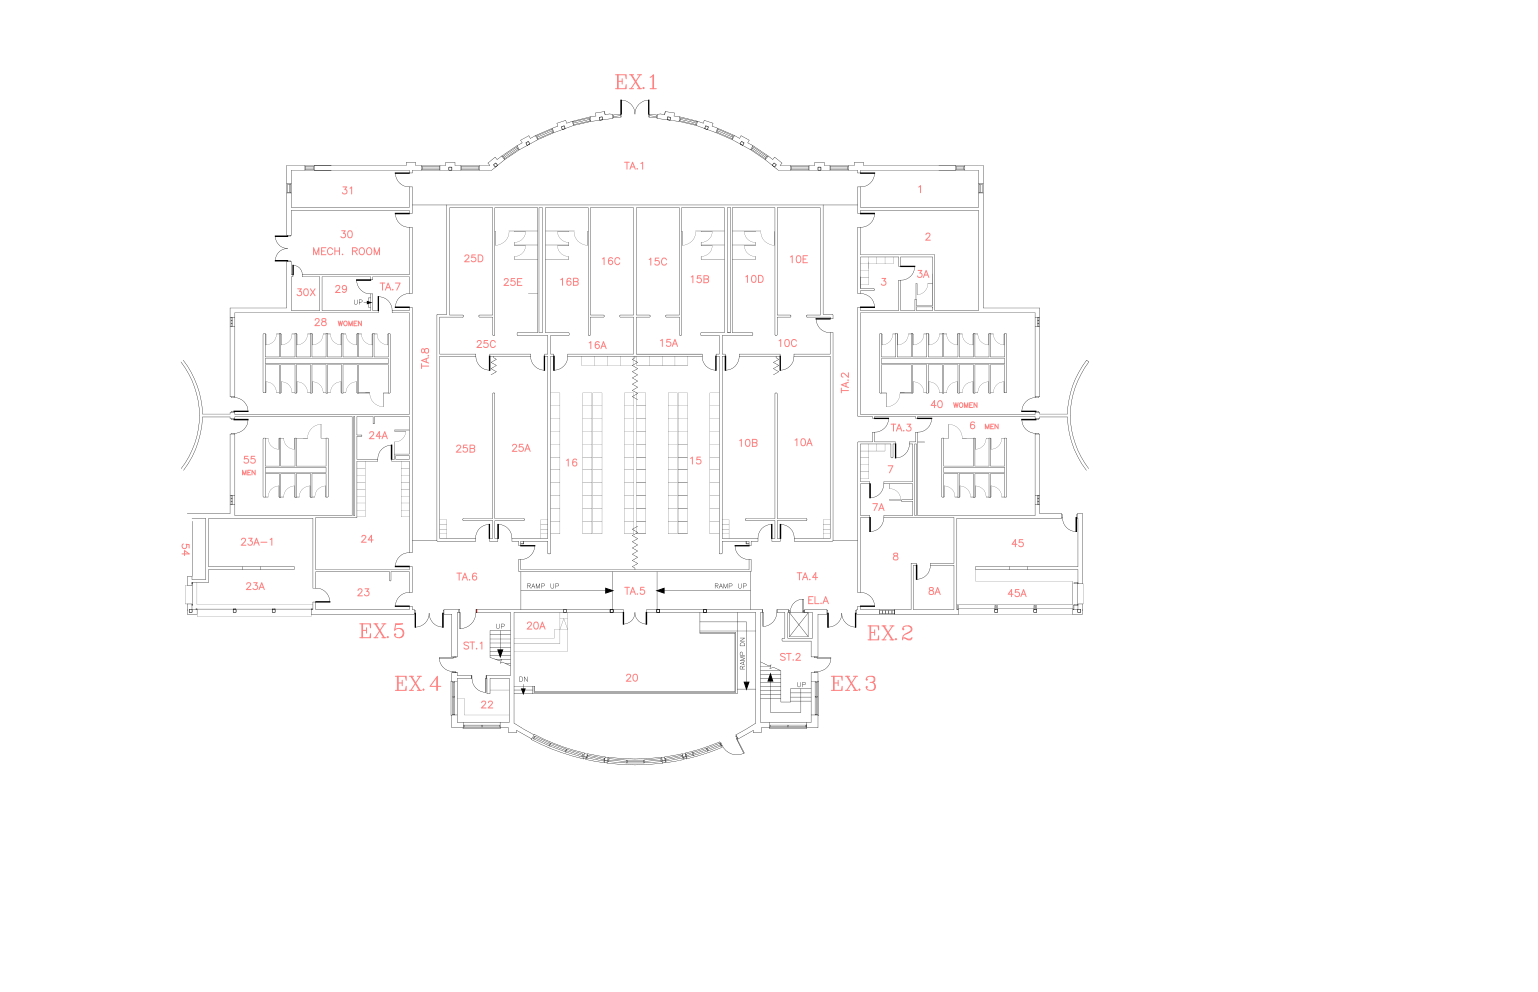 EX.1
TA.1
31
1
30
MECH. ROOM
2
25D
25E
16B
16C
15C
15B
10D
10E
3
3A
30X
29
TA.7
UP
28 WOMEN
25C
16A
15A
10C
TA.8
TA.2
40 WOMEN
24A
TA.3
6 MEN
55
MEN
25B
25A
16
15
10B
10A
7
7A
54
23A-1
24
8
45
23A
23
TA.6
RAMP UP
TA.5
RAMP UP
TA.4
EL.A
8A
45A
EX.5
20A
EX.2
UP
ST.1
RAMP DN
ST.2
EX.4
DN
20
UP
EX.3
22